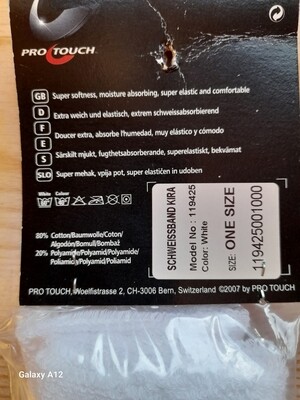 PRO TOUCH
GB Super softness, moisture absorbing, super elastic and comfortable
D Extra weich und elastisch, extrem schweissabsorbierend
F
E Doucer extra, absorbe l'humedad, muy elástico y cómodo
S Särskilt mjukt, fugthetsabsorberande, superelastiskt, bekvämat
SLO Super mehak, vpija pot, super elastičen in udoben
White Colour
80% Cotton/Baumwolle/Coton/
Algodón/Bomull/Bombaž
20% Polyamide/Polyamid/Polyamide/
Poliamid/Polyamid/Poliamid
SCHWEISSBAND KIRA
Model No : 119425
Color: White
SIZE: ONE SIZE
119425001000
PRO TOUCH, Woelflistrasse 2, CH-3006 Bern, Switzerland ©2007 by PRO TOUCH
Galaxy A12